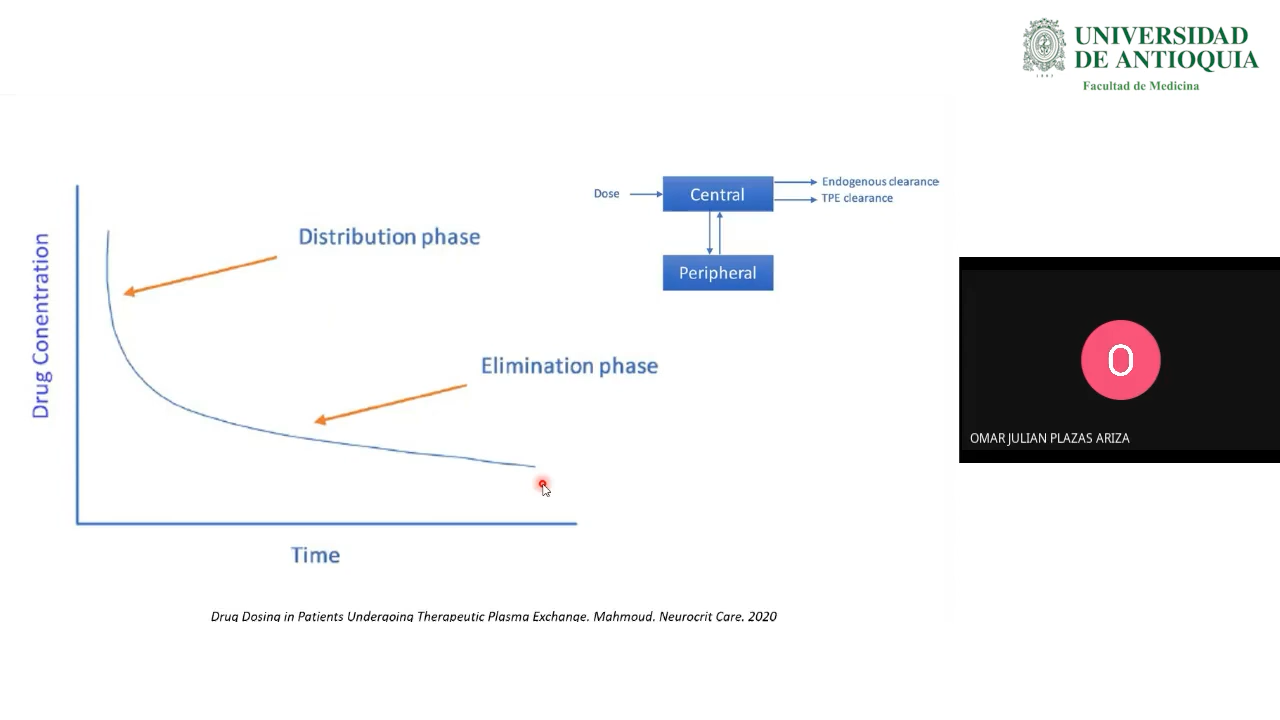 UNIVERSIDAD
DE ANTIOQUIA
1803
Facultad de Medicina
Drug Conentration
Distribution phase
Elimination phase
Time
Dose
Central
Endogenous clearance
TPE clearance
Peripheral
O
OMAR JULIAN PLAZAS ARIZA
Drug Dosing in Patients Undergoing Therapeutic Plasma Exchange. Mahmoud. Neurocrit Care. 2020